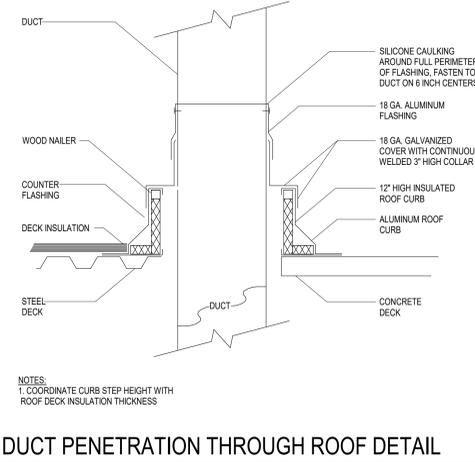 DUCT
SILICONE CAULKING
AROUND FULL PERIMETER
OF FLASHING, FASTEN TO
DUCT ON 6 INCH CENTERS
18 GA. ALUMINUM
FLASHING
WOOD NAILER
18 GA. GALVANIZED
COVER WITH CONTINUOU
WELDED 3" HIGH COLLAR
COUNTER
FLASHING
12" HIGH INSULATED
ROOF CURB
DECK INSULATION
ALUMINUM ROOF
CURB
STEEL
DECK
DUCT
CONCRETE
DECK
NOTES:
1. COORDINATE CURB STEP HEIGHT WITH
ROOF DECK INSULATION THICKNESS
DUCT PENETRATION THROUGH ROOF DETAIL